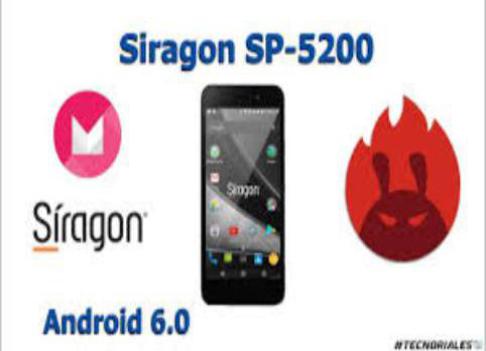 Siragon SP-5200
Síragon
Siragon
Android 6.0
#TECNORIALES